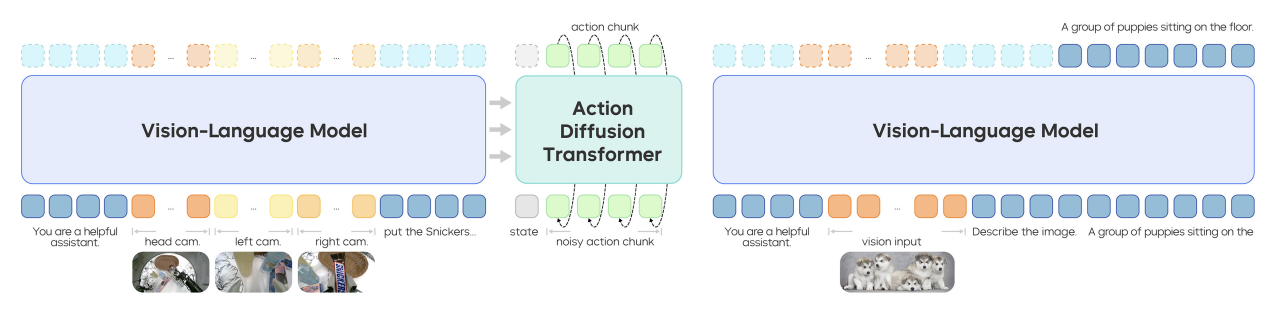 action chunk
A group of puppies sitting on the floor.
... ... ...
...
Vision-Language Model
Action
Diffusion
Transformer
Vision-Language Model
... ... ...
...
You are a helpful
assistant.
head cam.
left cam.
right cam.
put the Snickers...
state
noisy action chunk
You are a helpful
assistant.
vision input
Describe the image.
A group of puppies sitting on the
SNICKERS